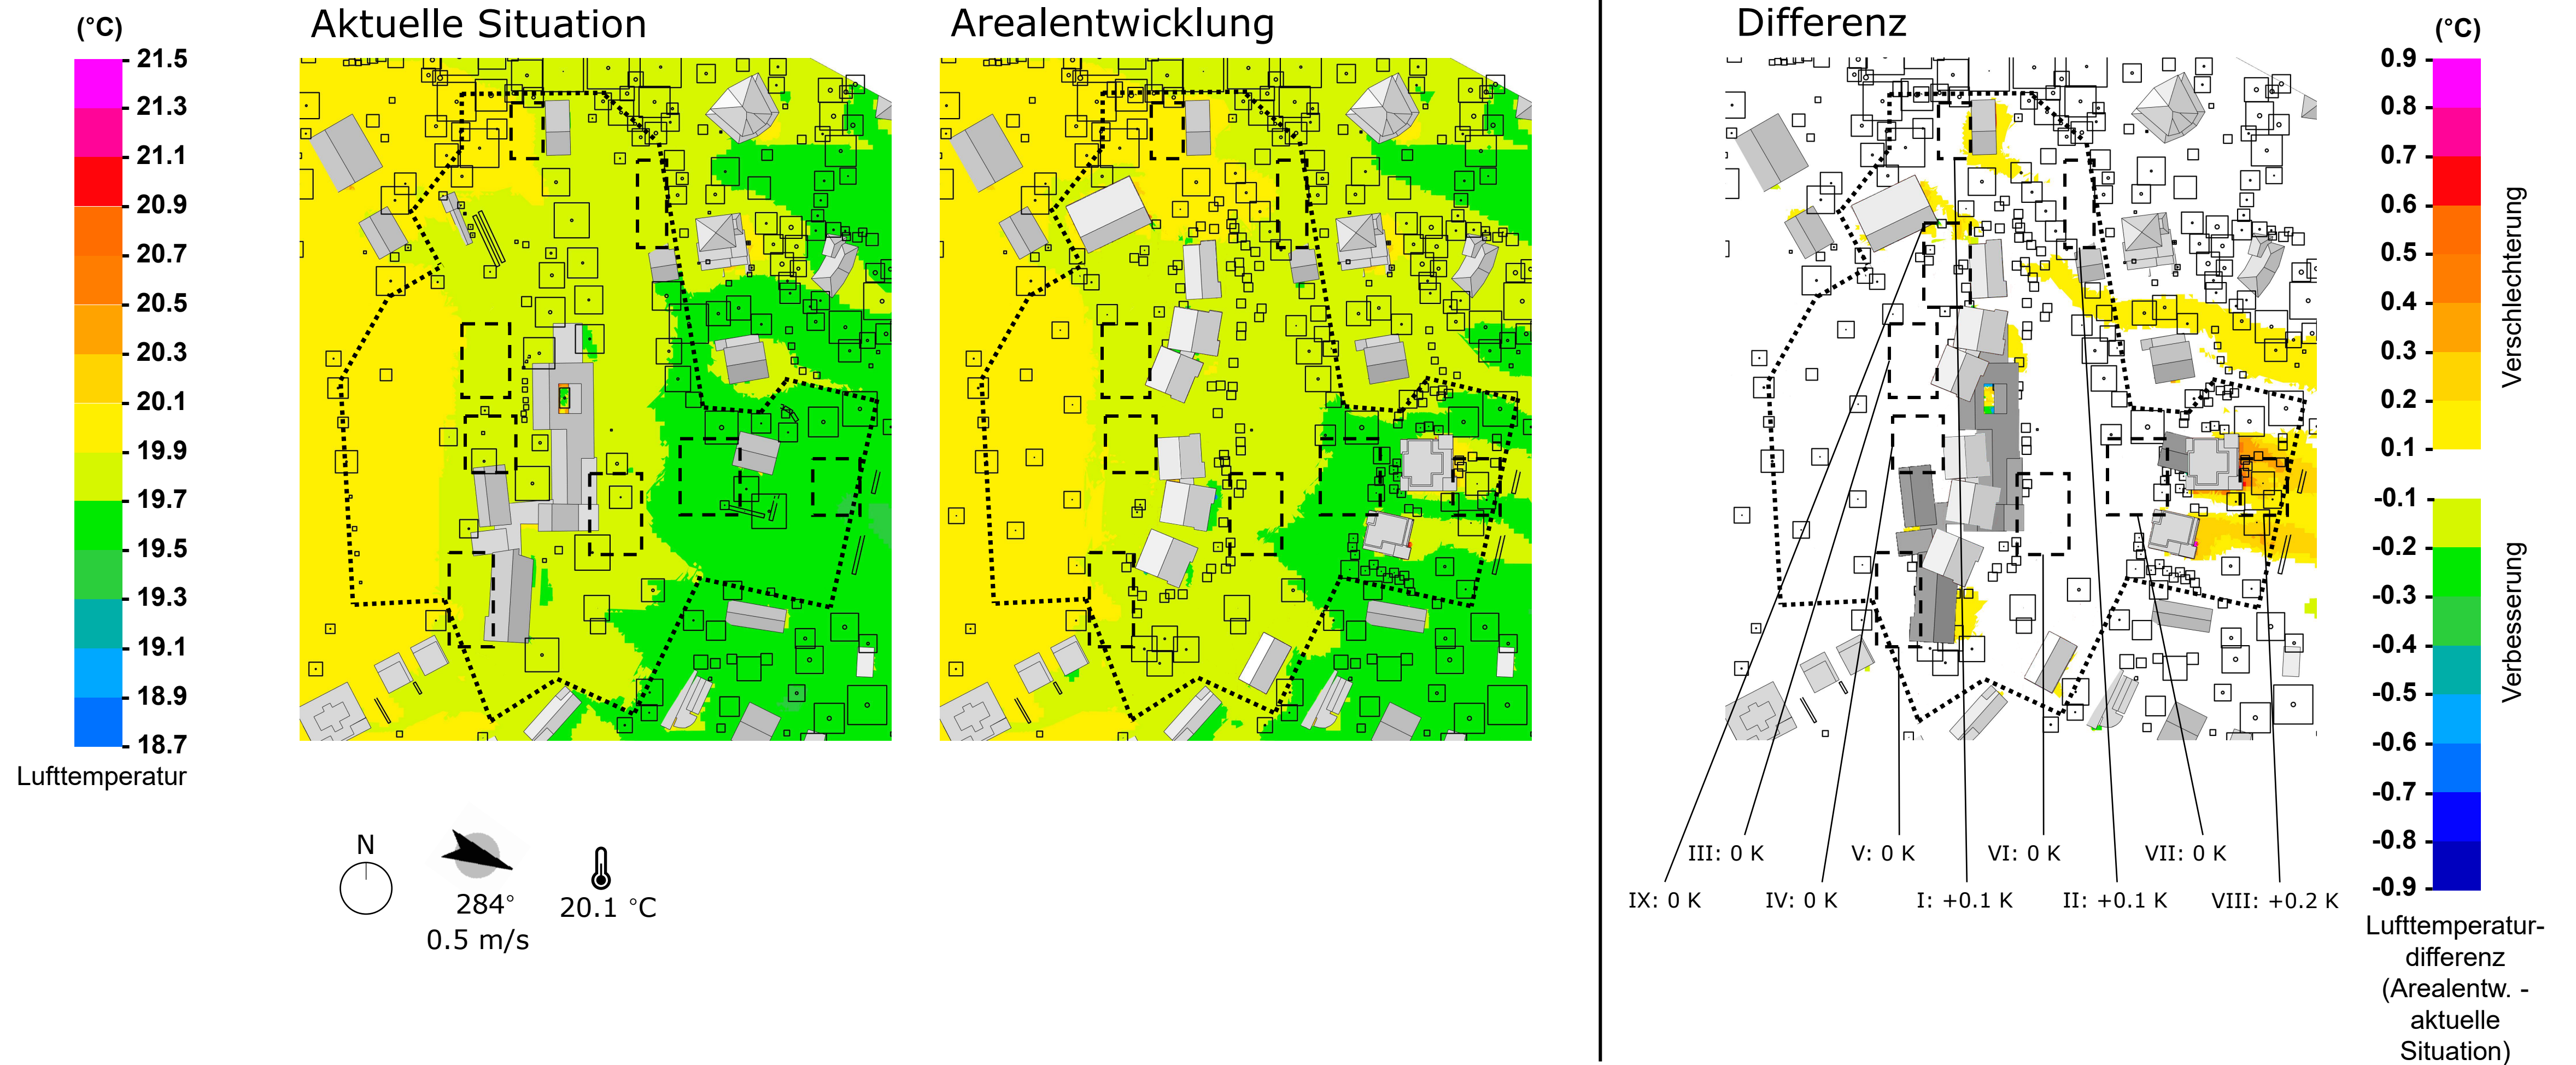 Aktuelle Situation
Arealentwicklung
Differenz
(°C)
21.5
21.3
21.1
20.9
20.7
20.5
20.3
20.1
19.9
19.7
19.5
19.3
19.1
18.9
18.7
Lufttemperatur
N
284°
0.5 m/s
20.1 °C
III: 0 K
V: 0 K
VI: 0 K
VII: 0 K
IX: 0 K
IV: 0 K
I: +0.1 K
II: +0.1 K
VIII: +0.2 K
(°C)
0.9
0.8
0.7
0.6
0.5
0.4
0.3
0.2
0.1
-0.1
-0.2
-0.3
-0.4
-0.5
-0.6
-0.7
-0.8
-0.9
Verschlechterung
Verbesserung
Lufttemperatur-
differenz
(Arealentw. -
aktuelle
Situation)